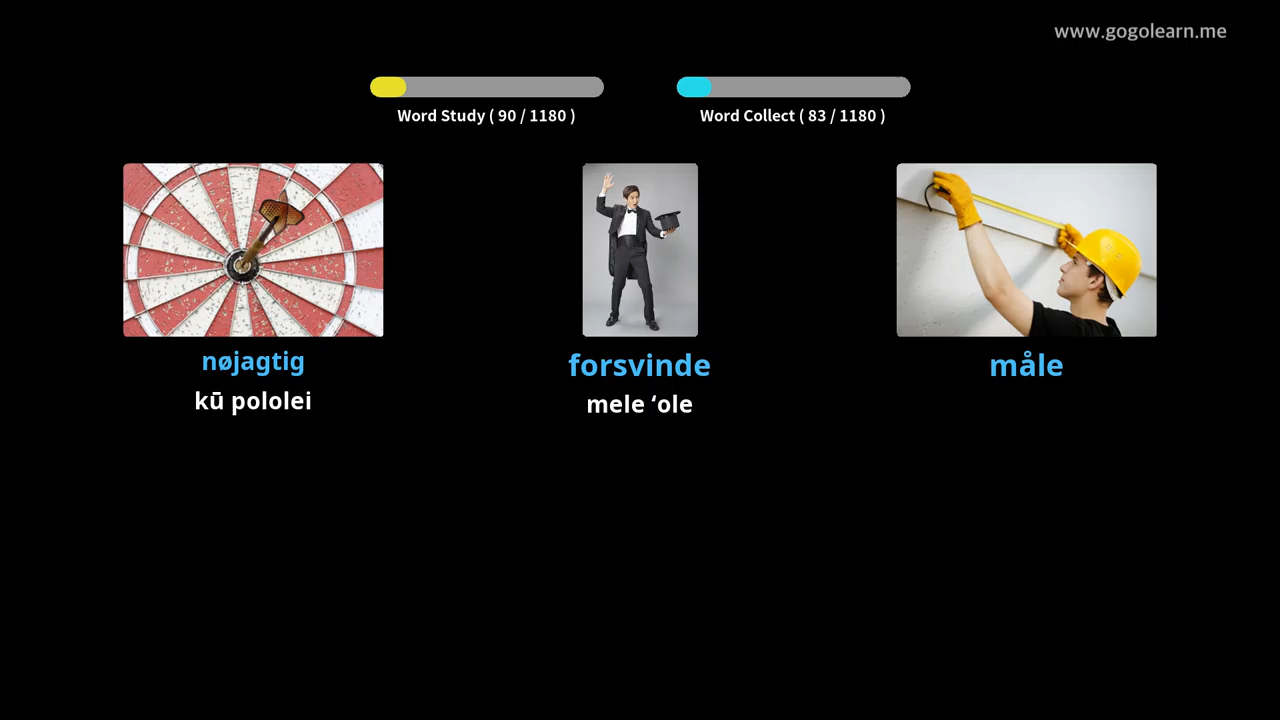 www.gogolearn.me
Word Study ( 90 / 1180 )
Word Collect ( 83 / 1180 )
nøjagtig
kū pololei
forsvinde
mele ʻole
måle